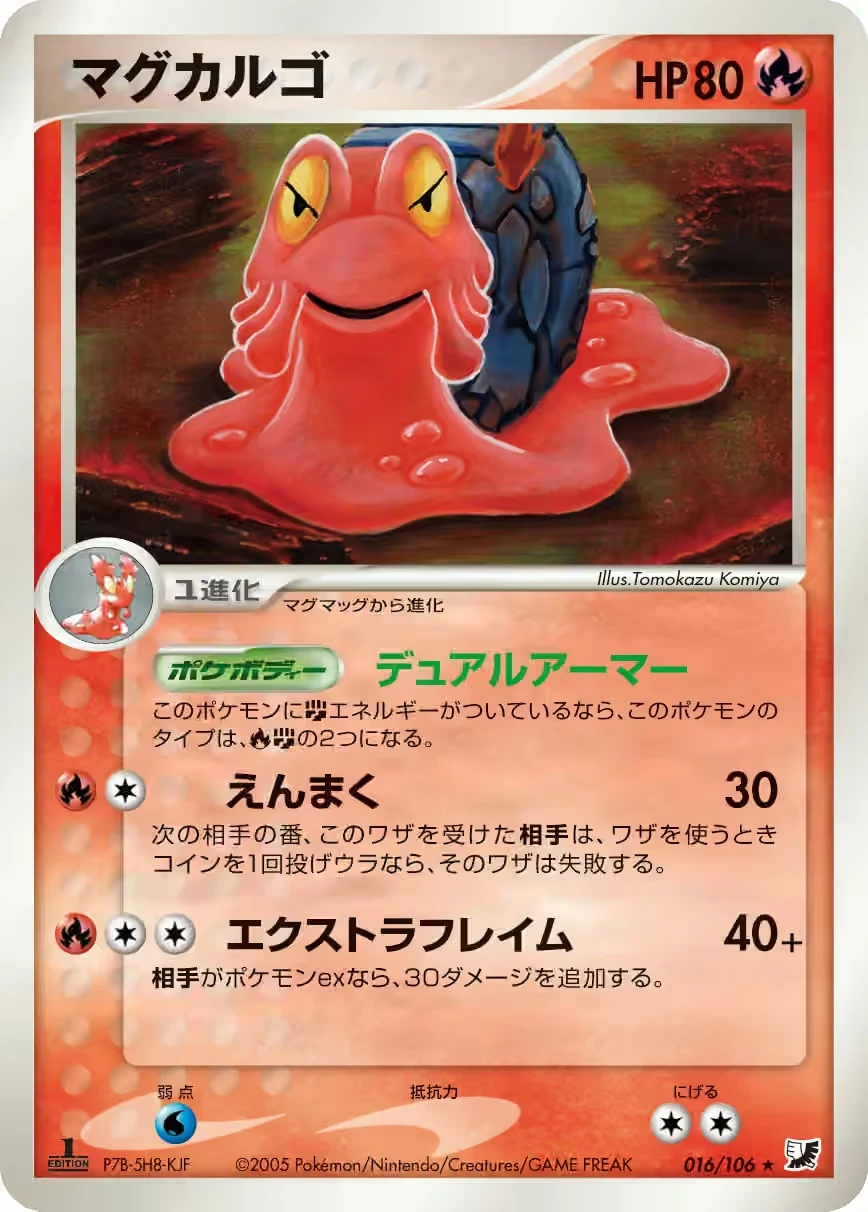 マグカルゴ HP80
Illus.Tomokazu Komiya
1進化 マグマッグから進化
ポケボディー デュアルアーマー
このポケモンにエネルギーがついているなら、このポケモンの
タイプは、の2つになる。
えんまく 30
次の相手の番、このワザを受けた相手は、ワザを使うとき
コインを1回投げウラなら、そのワザは失敗する。
エクストラフレイム 40+
相手がポケモンexなら、30ダメージを追加する。
弱点 抵抗力 にげる
1 EDITION P7B-5H8-KJF ©2005 Pokémon/Nintendo/Creatures/GAME FREAK 016/106 ★